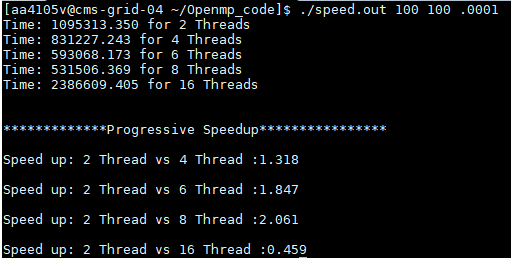 [aa4105v@cms-grid-04 ~/Openmp_code]$ ./speed.out 100 100 .0001
Time: 1095313.350 for 2 Threads
Time: 831227.243 for 4 Threads
Time: 593068.173 for 6 Threads
Time: 531506.369 for 8 Threads
Time: 2386609.405 for 16 Threads
*************Progressive Speedup****************
Speed up: 2 Thread vs 4 Thread :1.318
Speed up: 2 Thread vs 6 Thread :1.847
Speed up: 2 Thread vs 8 Thread :2.061
Speed up: 2 Thread vs 16 Thread :0.459